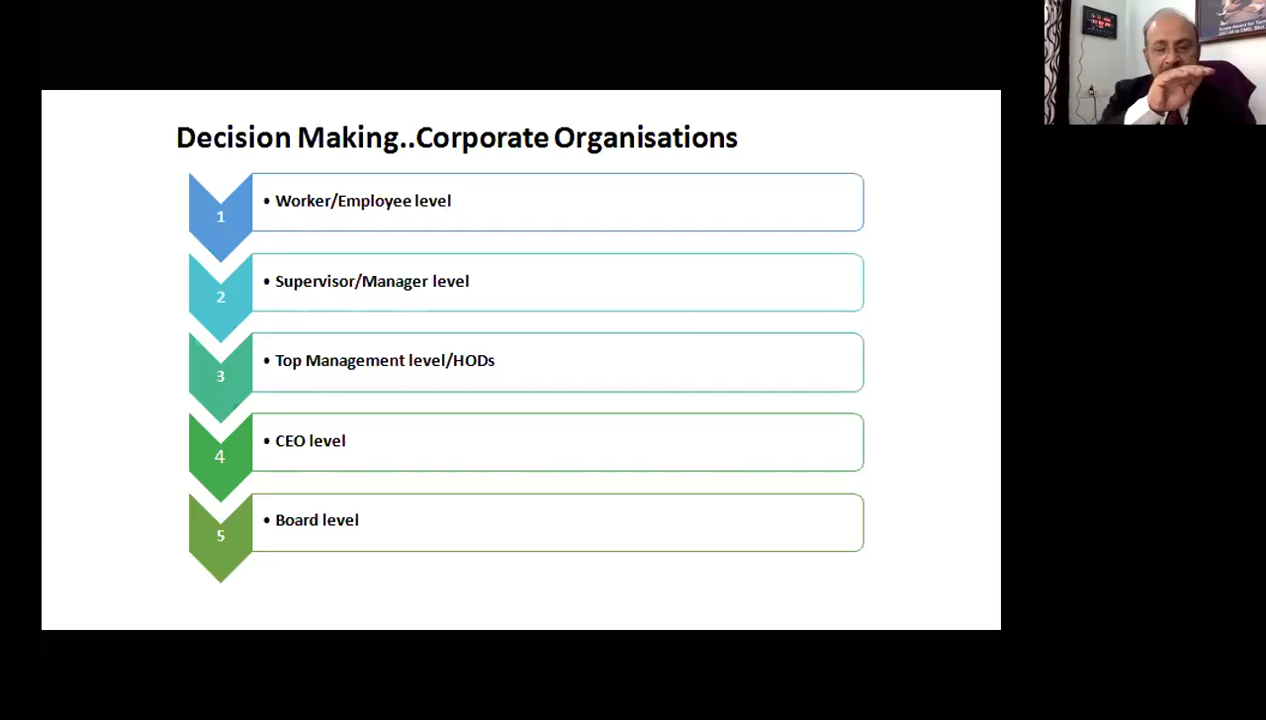 Decision Making..Corporate Organisations
1
• Worker/Employee level
2
• Supervisor/Manager level
3
• Top Management level/HODs
4
• CEO level
5
• Board level